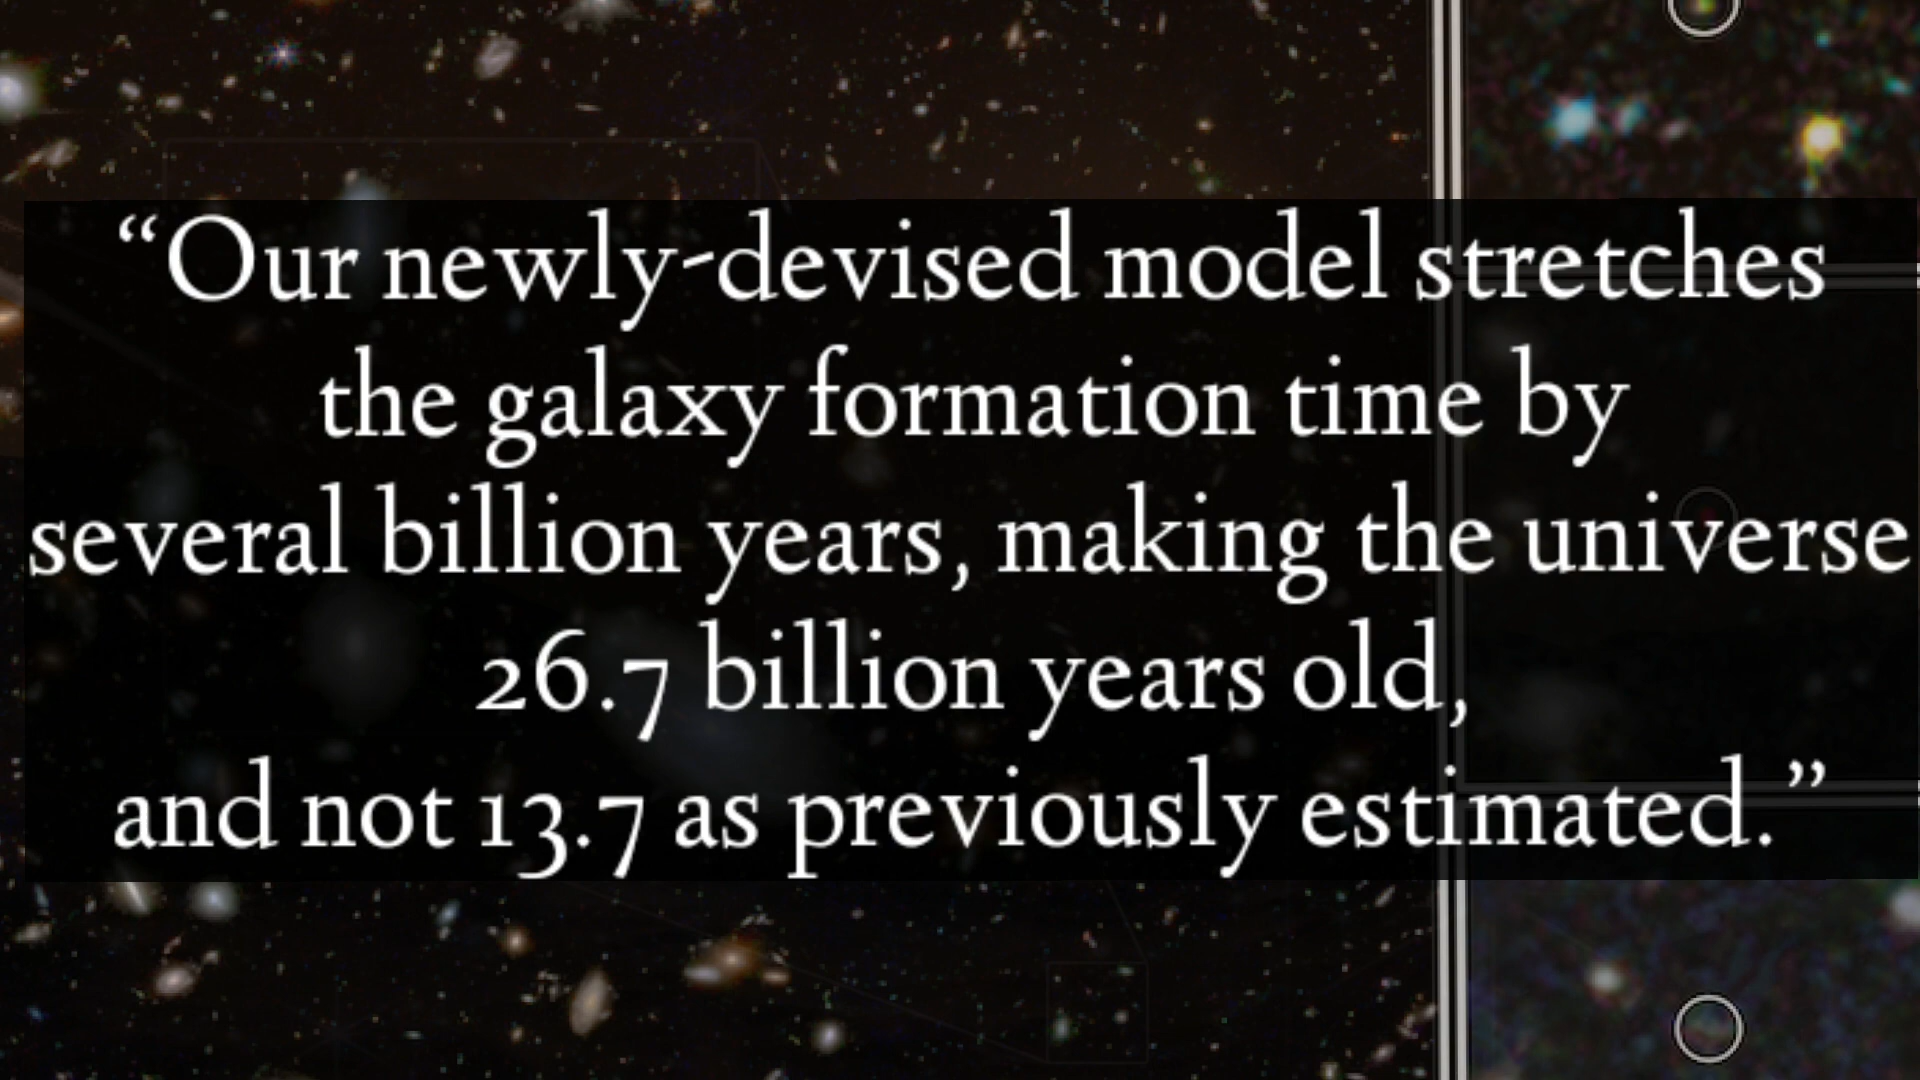 “Our newly-devised model stretches
the galaxy formation time by
several billion years, making the universe
26.7 billion years old,
and not 13.7 as previously estimated.”